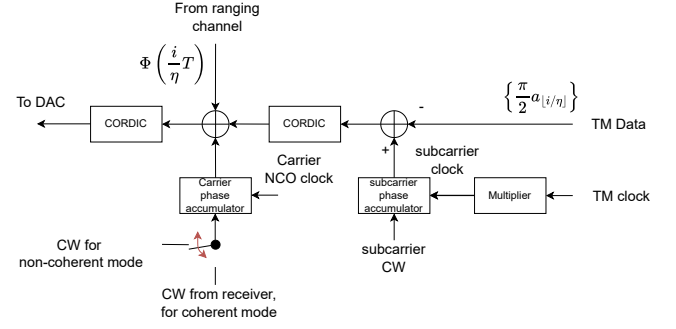 From ranging
channel
Φ ( i/η T )
{ π/2 a⌊i/η⌋ }
To DAC
CORDIC
CORDIC
-
TM Data
+
subcarrier
clock
Carrier
NCO clock
Carrier
phase
accumulator
subcarrier
phase
accumulator
Multiplier
TM clock
CW for
non-coherent mode
subcarrier
CW
CW from receiver,
for coherent mode